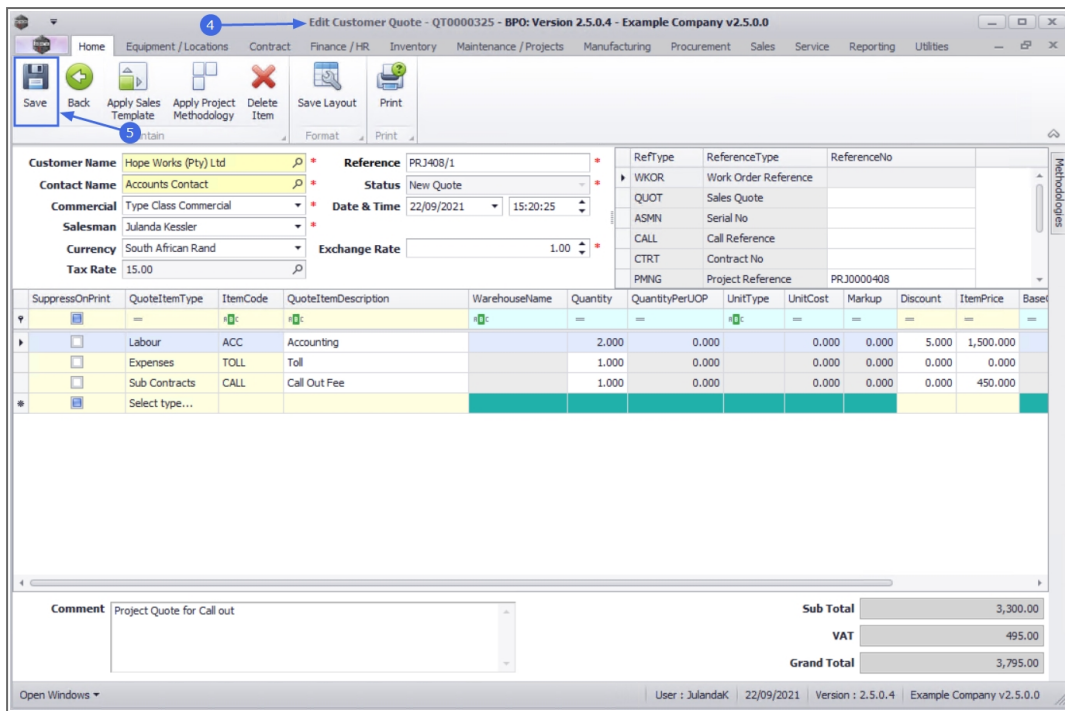 4
Edit Customer Quote - QT0000325 - BPO: Version 2.5.0.4 - Example Company v2.5.0.0
Home Equipment / Locations Contract Finance / HR Inventory Maintenance / Projects Manufacturing Procurement Sales Service Reporting Utilities
Save Back Apply Sales Template Apply Project Methodology Delete Item Save Layout Print
5
Format Print
Customer Name Hope Works (Pty) Ltd * Reference PRJ408/1 *
Contact Name Accounts Contact * Status New Quote *
Commercial Type Class Commercial * Date & Time 22/09/2021 15:20:25
Salesman Julanda Kessler *
Currency South African Rand Exchange Rate 1.00 *
Tax Rate 15.00
RefType ReferenceType ReferenceNo
WKOR Work Order Reference
QUOT Sales Quote
ASMN Serial No
CALL Call Reference
CTRT Contract No
PMNG Project Reference PRJ0000408
Methodologies
SuppressOnPrint QuoteItemType ItemCode QuoteItemDescription WarehouseName Quantity QuantityPerUOP UnitType UnitCost Markup Discount ItemPrice
Labour ACC Accounting 2.000 0.000 0.000 0.000 5.000 1,500.000
Expenses TOLL Toll 1.000 0.000 0.000 0.000 0.000 0.000
Sub Contracts CALL Call Out Fee 1.000 0.000 0.000 0.000 0.000 450.000
Select type...
Comment Project Quote for Call out
Sub Total 3,300.00
VAT 495.00
Grand Total 3,795.00
Open Windows User : JulandaK 22/09/2021 Version : 2.5.0.4 Example Company v2.5.0.0